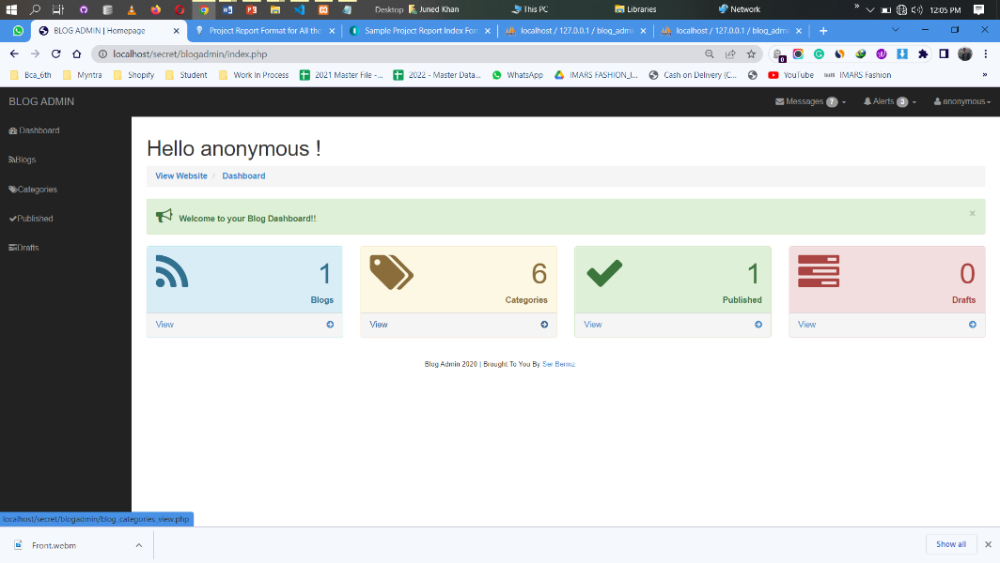 Desktop Juned Khan This PC Libraries Network » 12:05 PM
BLOG ADMIN | Homepage Project Report Format for All tho Sample Project Report Index Form localhost / 127.0.0.1 / blog_admin localhost / 127.0.0.1 / blog_admin
localhost/secret/blogadmin/index.php 0
Bca_6th Myntra Shopify Student Work In Process 2021 Master File -... 2022 - Master Data... WhatsApp IMARS FASHION_I... Cash on Delivery (C... YouTube IMARS Fashion »
BLOG ADMIN Messages 7 Alerts 3 anonymous
Dashboard
Blogs
Categories
Published
Drafts
Hello anonymous !
View Website / Dashboard
Welcome to your Blog Dashboard!! ×
1 6 1 0
Blogs Categories Published Drafts
View View View View
Blog Admin 2020 | Brought To You By Ser Bermz
localhost/secret/blogadmin/blog_categories_view.php
Front.webm Show all